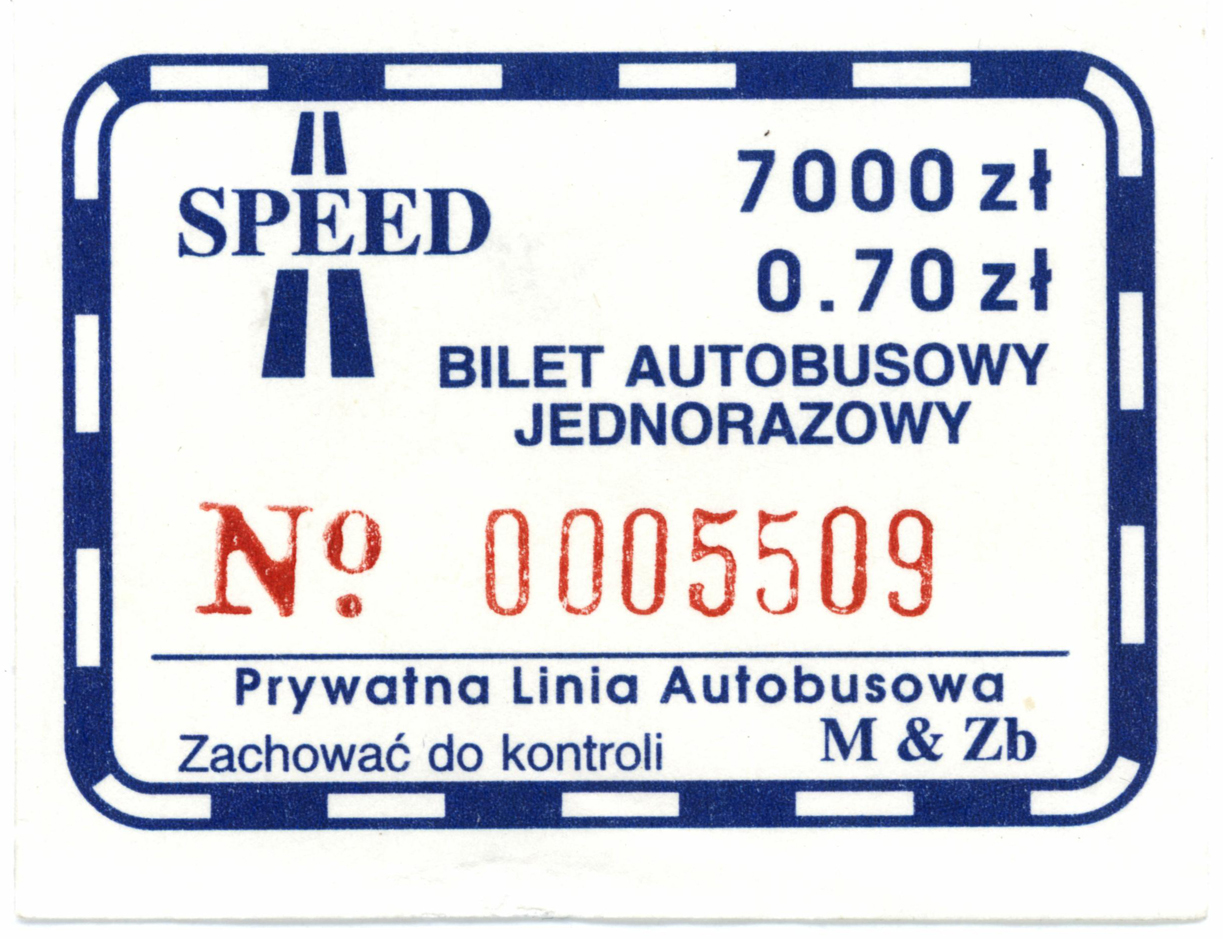 SPEED
7000 zł
0.70 zł
BILET AUTOBUSOWY
JEDNORAZOWY
Nº 0005509
Prywatna Linia Autobusowa
Zachować do kontroli
M & Zb